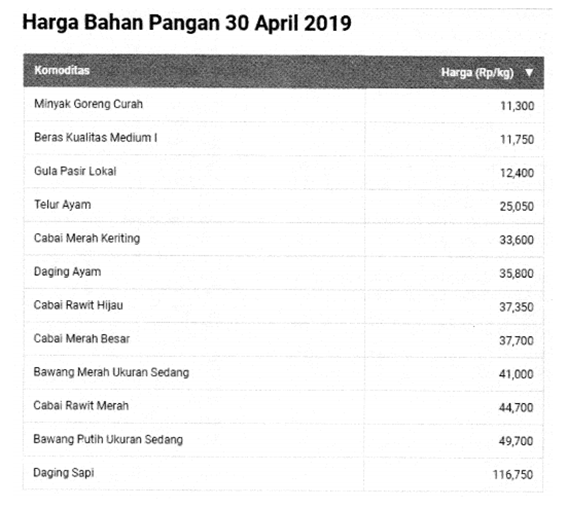 Harga Bahan Pangan 30 April 2019
Komoditas Harga (Rp/kg) ▼
Minyak Goreng Curah 11,300
Beras Kualitas Medium I 11,750
Gula Pasir Lokal 12,400
Telur Ayam 25,050
Cabai Merah Keriting 33,600
Daging Ayam 35,800
Cabai Rawit Hijau 37,350
Cabai Merah Besar 37,700
Bawang Merah Ukuran Sedang 41,000
Cabai Rawit Merah 44,700
Bawang Putih Ukuran Sedang 49,700
Daging Sapi 116,750